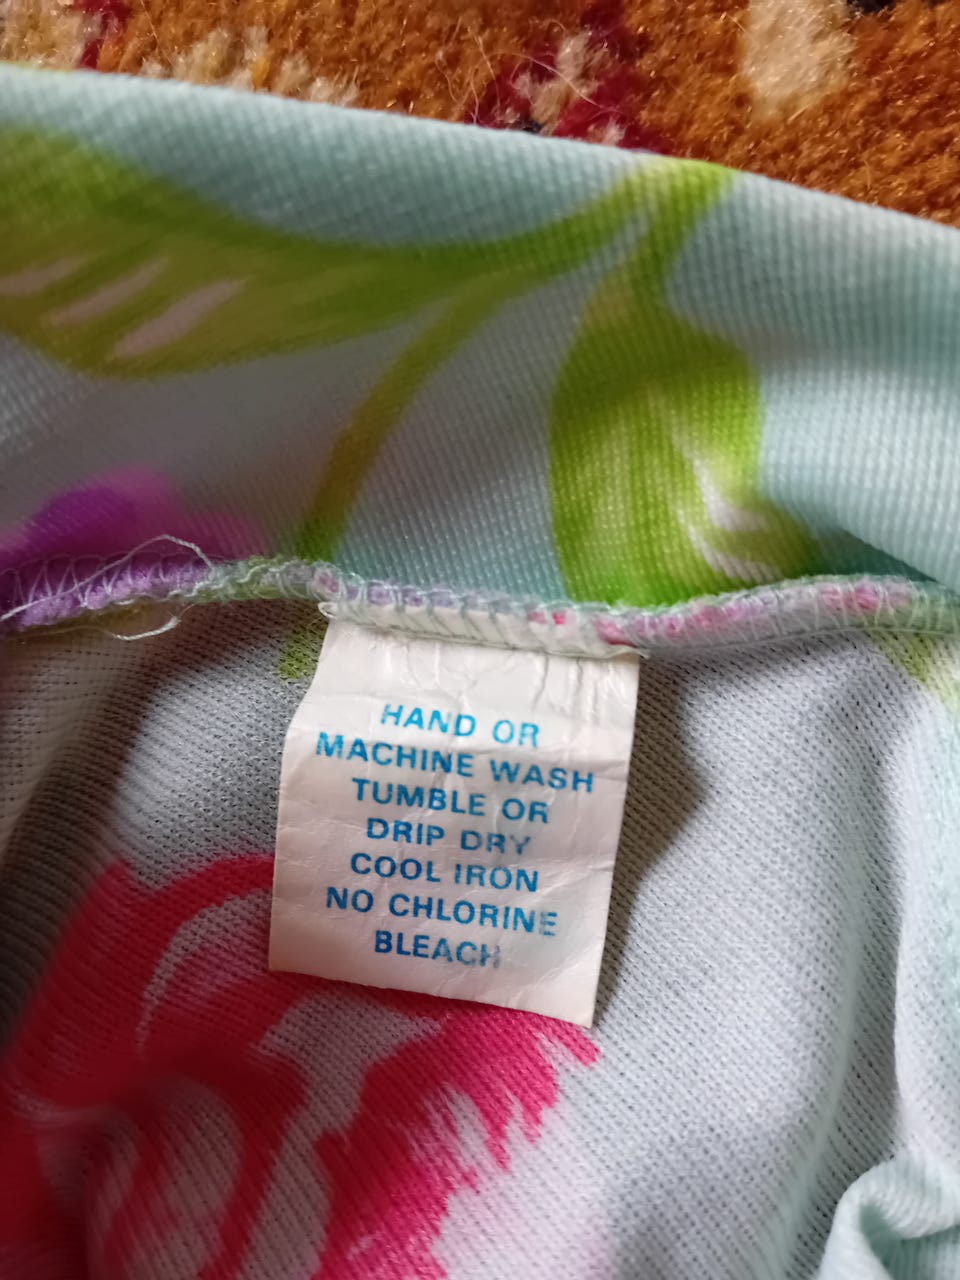 HAND OR
MACHINE WASH
TUMBLE OR
DRIP DRY
COOL IRON
NO CHLORINE
BLEACH